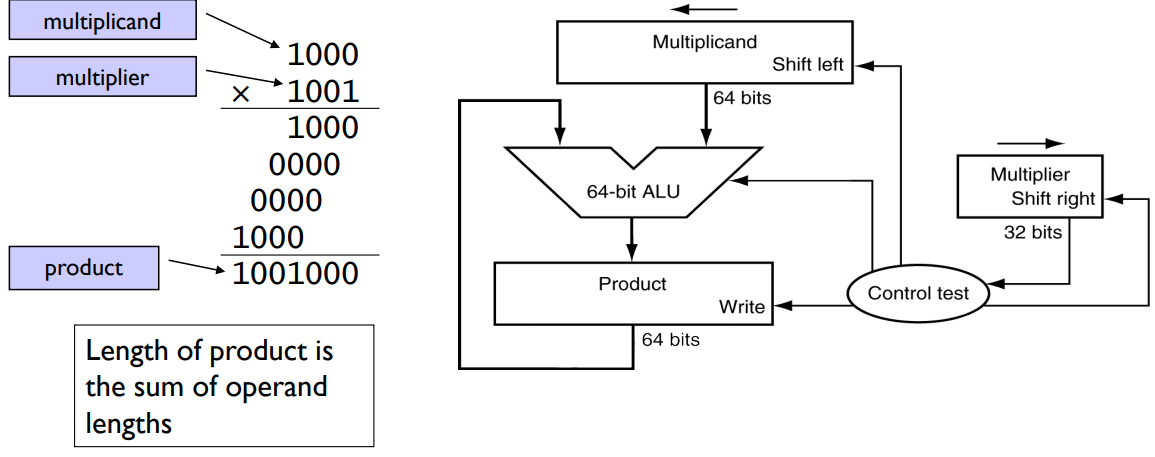 multiplicand
1000
multiplier
× 1001
1000
0000
0000
1000
product
1001000
Length of product is
the sum of operand
lengths
Multiplicand
Shift left
64 bits
64-bit ALU
Multiplier
Shift right
32 bits
Product
Write
Control test
64 bits